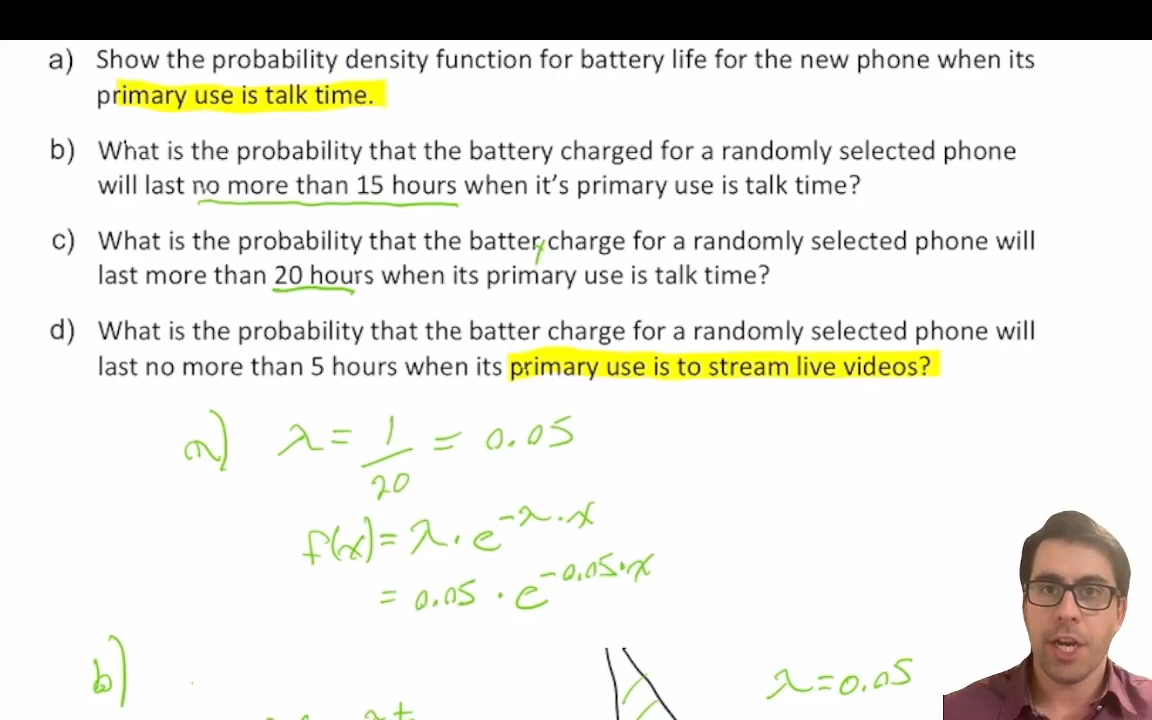 a) Show the probability density function for battery life for the new phone when its
primary use is talk time.
b) What is the probability that the battery charged for a randomly selected phone
will last no more than 15 hours when it's primary use is talk time?
c) What is the probability that the battery charge for a randomly selected phone will
last more than 20 hours when its primary use is talk time?
d) What is the probability that the batter charge for a randomly selected phone will
last no more than 5 hours when its primary use is to stream live videos?
a) λ = 1/20 = 0.05
f(x) = λ · e^{-λ·x}
= 0.05 · e^{-0.05·x}
b)
λ = 0.05